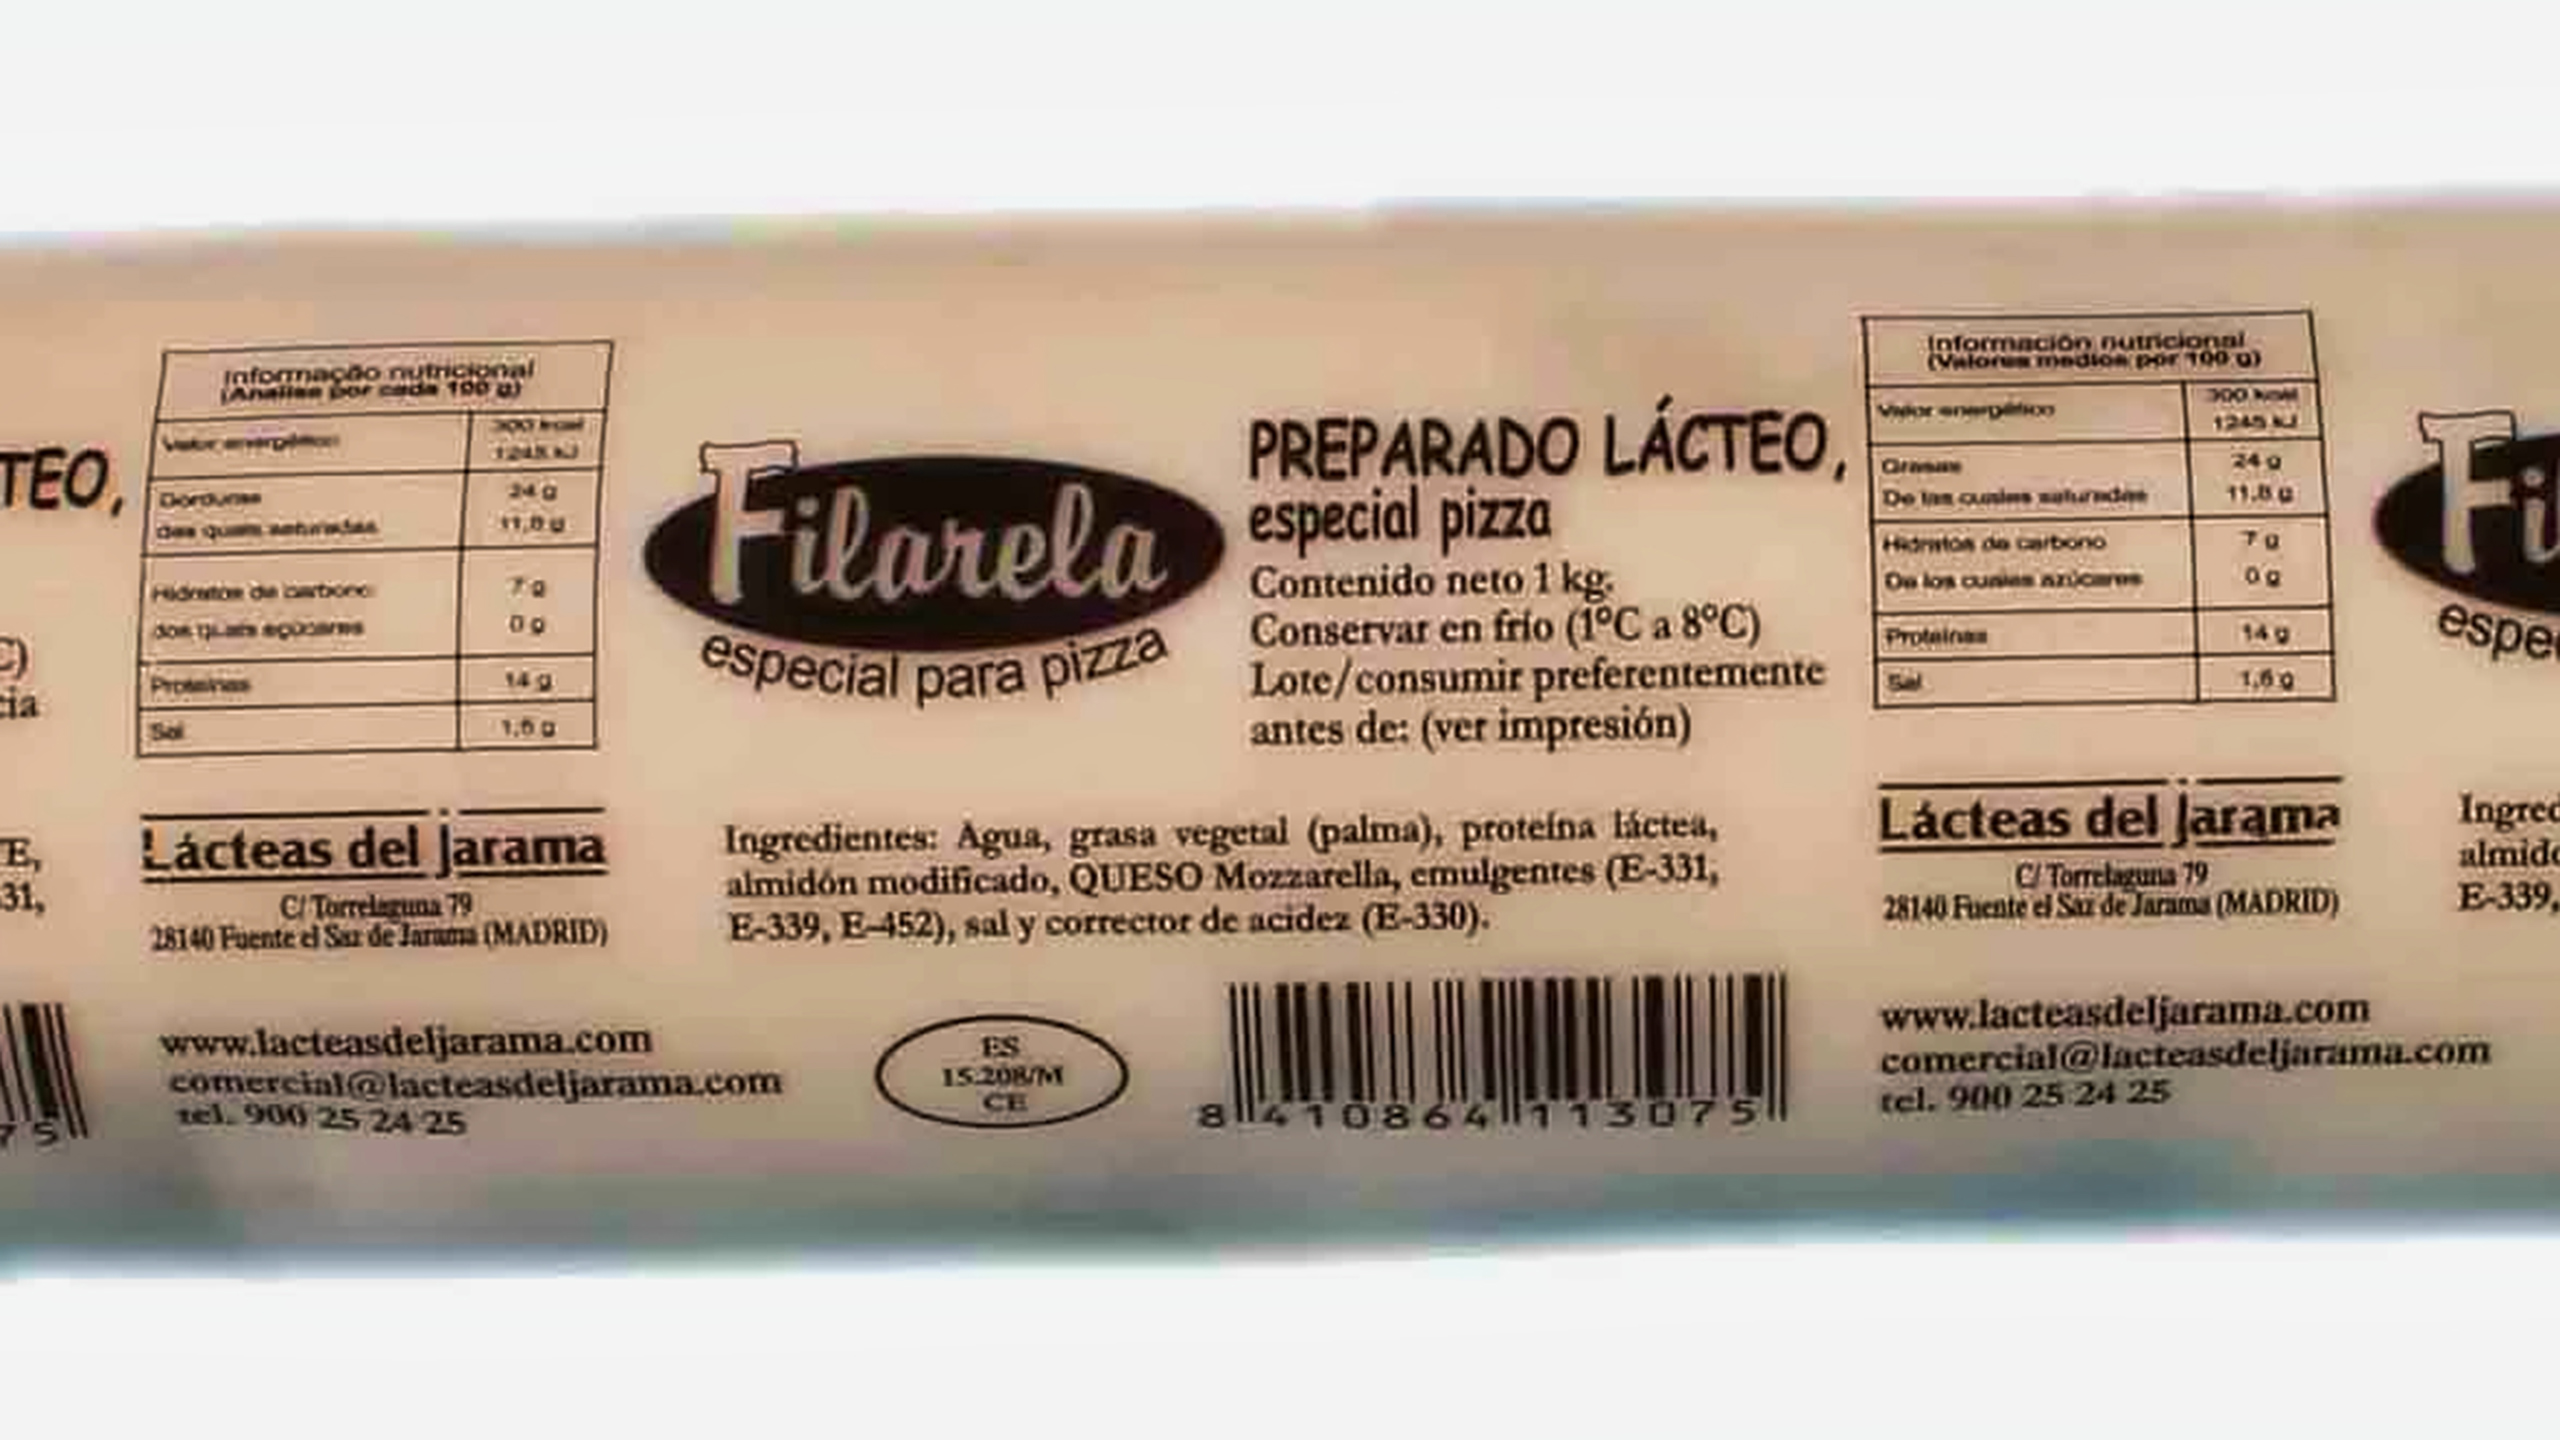 TEO,
C)
cia
E,
31,
75
Informação nutricional
(Analise por cada 100 g)
Valor energético 300 kcal
1245 kJ
Gorduras 24 g
das quais saturadas 11,8 g
Hidratos de carbono 7 g
dos quais açúcares 0 g
Proteínas 14 g
Sal 1,6 g
Lácteas del Jarama
C/ Torrelaguna 79
28140 Fuente el Saz de Jarama (MADRID)
www.lacteasdeljarama.com
comercial@lacteasdeljarama.com
tel. 900 25 24 25
Filarela
especial para pizza
PREPARADO LÁCTEO,
especial pizza
Contenido neto 1 kg.
Conservar en frío (1ºC a 8ºC)
Lote/consumir preferentemente
antes de: (ver impresión)
Ingredientes: Agua, grasa vegetal (palma), proteína láctea,
almidón modificado, QUESO Mozzarella, emulgentes (E-331,
E-339, E-452), sal y corrector de acidez (E-330).
ES
15.208/M
CE
8 410864 113075
Información nutricional
(Valores medios por 100 g)
Valor energético 300 kcal
1245 kJ
Grasas 24 g
De las cuales saturadas 11,8 g
Hidratos de carbono 7 g
De los cuales azúcares 0 g
Proteínas 14 g
Sal 1,6 g
Lácteas del Jarama
C/ Torrelaguna 79
28140 Fuente el Saz de Jarama (MADRID)
www.lacteasdeljarama.com
comercial@lacteasdeljarama.com
tel. 900 25 24 25
Fil
espec
Ingred
almido
E-339,